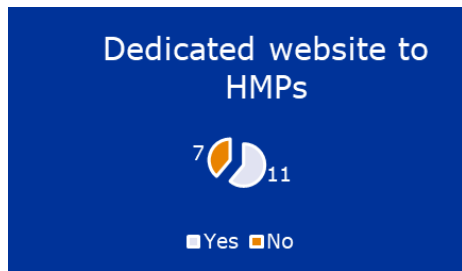 Dedicated website to
HMPs
7
11
Yes No